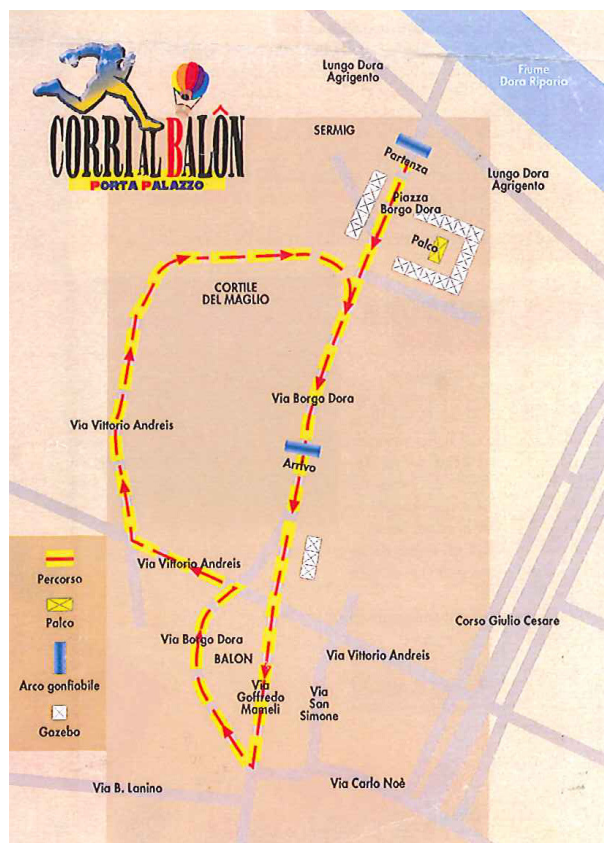 CORRI AL BALÔN
PORTA PALAZZO
Lungo Dora
Agrigento
Fiume
Dora Riparia
SERMIG
Partenza
Lungo Dora
Agrigento
Piazza
Borgo Dora
Palco
CORTILE
DEL MAGLIO
Via Borgo Dora
Via Vittorio Andreis
Arrivo
Via Vittorio Andreis
Percorso
Palco
Arco gonfiabile
Gazebo
Via Borgo Dora
BALON
Corso Giulio Cesare
Via Vittorio Andreis
Via
Goffredo
Mameli
Via
San
Simone
Via B. Lanino
Via Carlo Noè